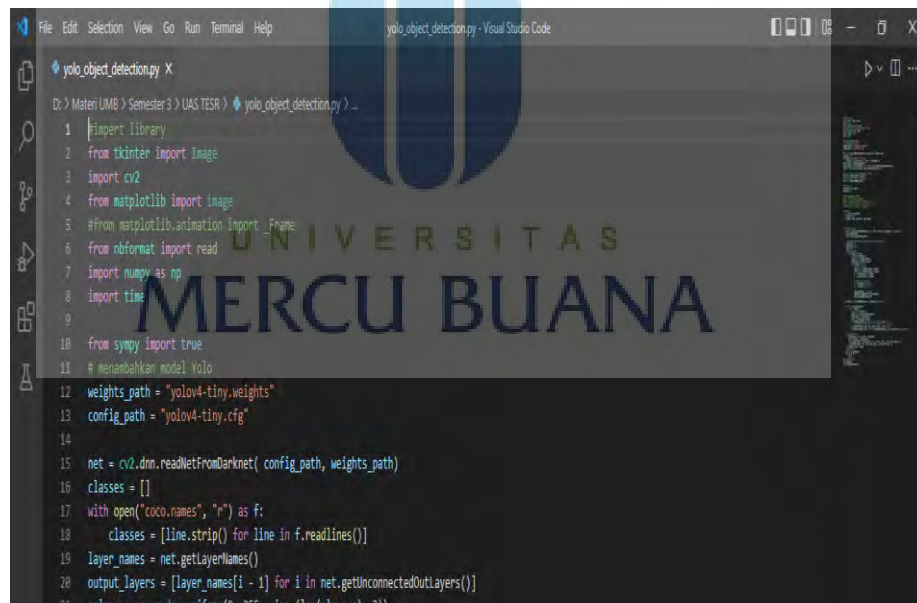 File Edit Selection View Go Run Terminal Help yolo_object_detection.py - Visual Studio Code
yolo_object_detection.py X
D: > Materi UMB > Semester 3 > UAS TESR > yolo_object_detection.py > ...
1 #impert library
2 from tkinter import Image
3 import cv2
4 from matplotlib import image
5 #from matplotlib.animation import _Frame
6 from nbformat import read
7 import numpy as np
8 import time
9
10 from sympy import true
11 # menambahkan model Yolo
12 weights_path = "yolov4-tiny.weights"
13 config_path = "yolov4-tiny.cfg"
14
15 net = cv2.dnn.readNetFromDarknet( config_path, weights_path)
16 classes = []
17 with open("coco.names", "r") as f:
18 classes = [line.strip() for line in f.readlines()]
19 layer_names = net.getLayerNames()
20 output_layers = [layer_names[i - 1] for i in net.getUnconnectedOutLayers()]
UNIVERSITAS
MERCU BUANA